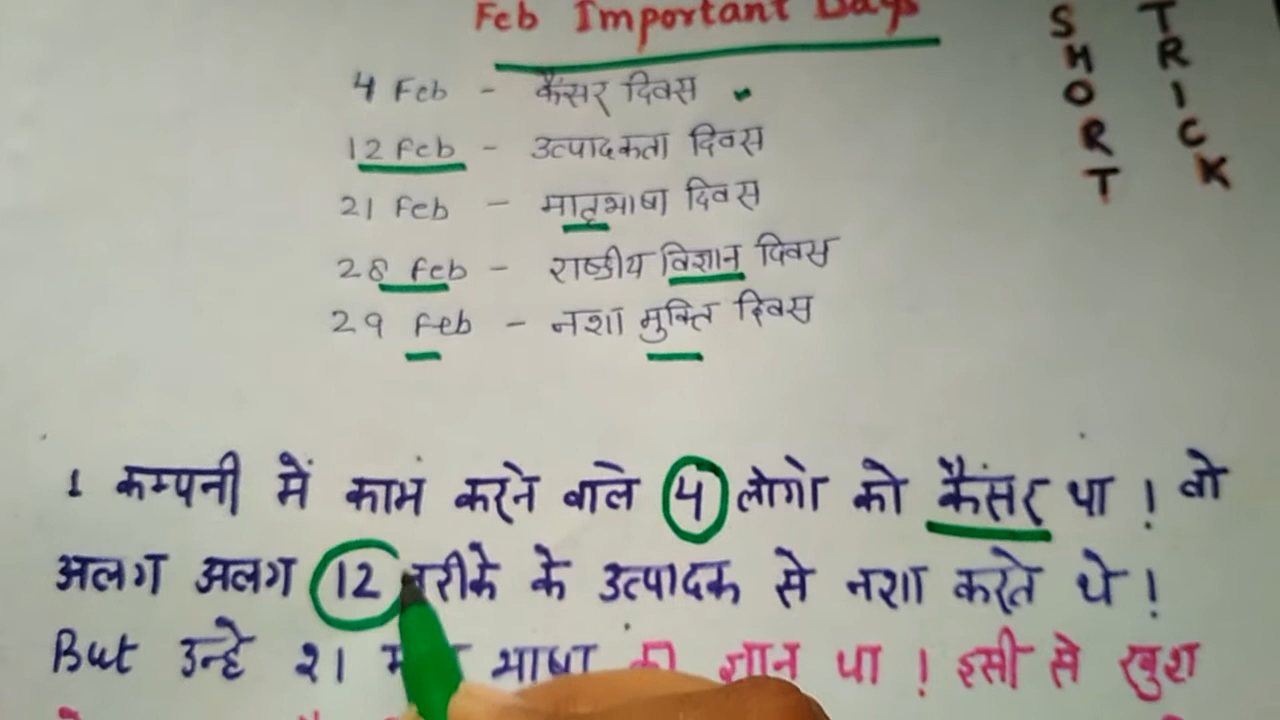 Feb Important Days
SHORT
TRICK
4 Feb - कैंसर दिवस
12 Feb - उत्पादकता दिवस
21 Feb - मातृभाषा दिवस
28 Feb - राष्ट्रीय विज्ञान दिवस
29 Feb - नशा मुक्ति दिवस
1 कम्पनी में काम करने वाले 4 लोगो को कैंसर था ! वो
अलग अलग 12 तरीके के उत्पादक से नशा करते थे !
But उन्हे 21 भाषा का ज्ञान था ! इसी से खुश